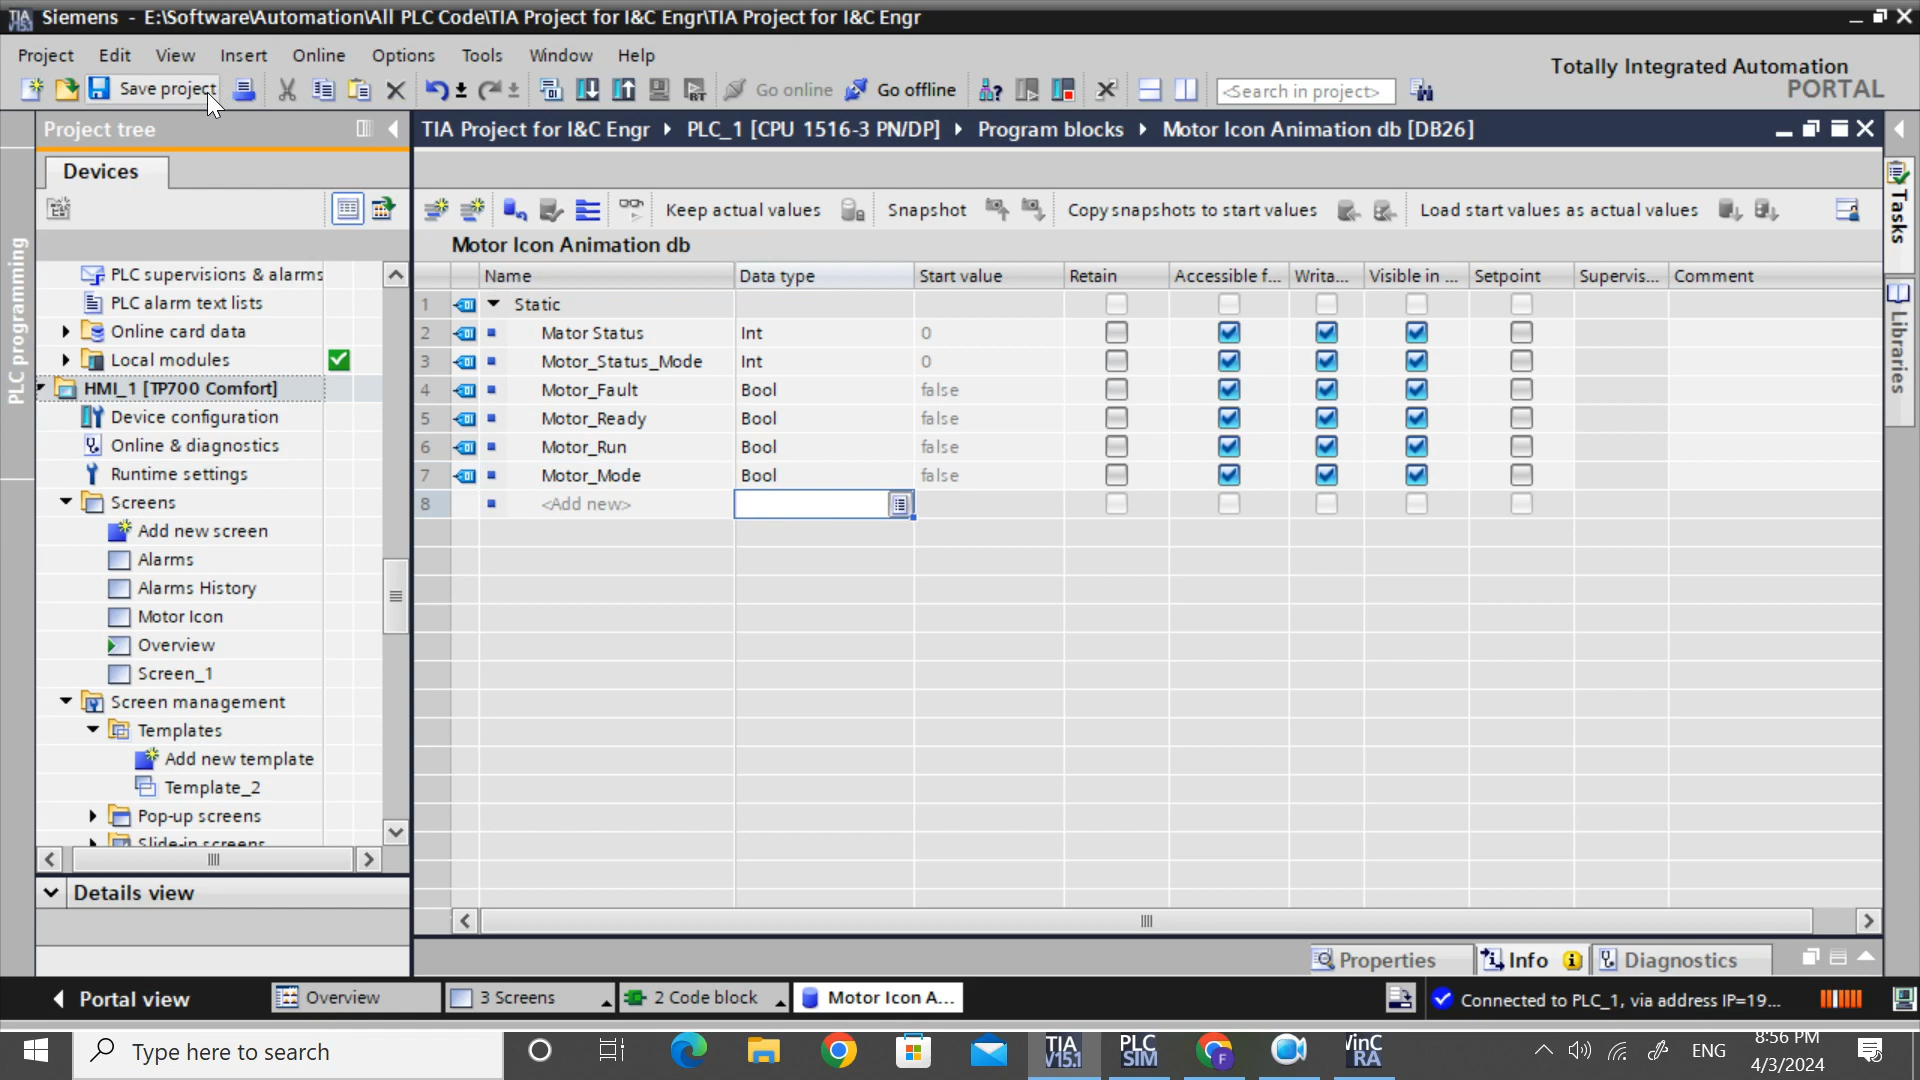 TIA V15.1 Siemens - E:\Software\Automation\All PLC Code\TIA Project for I&C Engr\TIA Project for I&C Engr
Project Edit View Insert Online Options Tools Window Help
Totally Integrated Automation
PORTAL
Save project Go online Go offline <Search in project>
Project tree
TIA Project for I&C Engr PLC_1 [CPU 1516-3 PN/DP] Program blocks Motor Icon Animation db [DB26]
Devices
Keep actual values Snapshot Copy snapshots to start values Load start values as actual values
Motor Icon Animation db
Name Data type Start value Retain Accessible f... Writa... Visible in ... Setpoint Supervis... Comment
1 Static
2 Mator Status Int 0
3 Motor_Status_Mode Int 0
4 Motor_Fault Bool false
5 Motor_Ready Bool false
6 Motor_Run Bool false
7 Motor_Mode Bool false
8 <Add new>
PLC supervisions & alarms
PLC alarm text lists
Online card data
Local modules
HMI_1 [TP700 Comfort]
Device configuration
Online & diagnostics
Runtime settings
Screens
Add new screen
Alarms
Alarms History
Motor Icon
Overview
Screen_1
Screen management
Templates
Add new template
Template_2
Pop-up screens
Slide-in screens
Details view
PLC programming
Tasks
Libraries
Properties Info Diagnostics
Portal view Overview 3 Screens 2 Code block Motor Icon A... Connected to PLC_1, via address IP=19...
Type here to search
TIA V15.1
PLC SIM
F
WinC RA
ENG
8:56 PM
4/3/2024